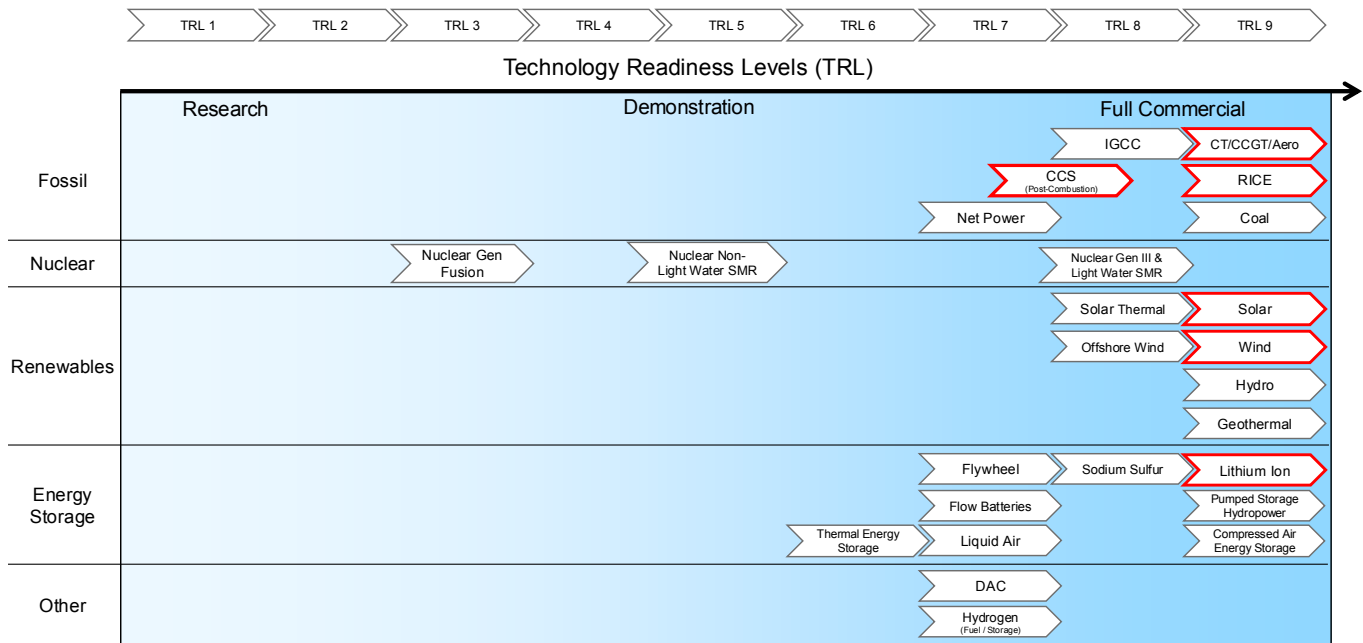 TRL 1
TRL 2
TRL 3
TRL 4
TRL 5
TRL 6
TRL 7
TRL 8
TRL 9
Technology Readiness Levels (TRL)
Research
Demonstration
Full Commercial
Fossil
IGCC
CT/CCGT/Aero
CCS
(Post-Combustion)
RICE
Net Power
Coal
Nuclear
Nuclear Gen
Fusion
Nuclear Non-
Light Water SMR
Nuclear Gen III &
Light Water SMR
Renewables
Solar Thermal
Solar
Offshore Wind
Wind
Hydro
Geothermal
Energy
Storage
Flywheel
Sodium Sulfur
Lithium Ion
Flow Batteries
Pumped Storage
Hydropower
Thermal Energy
Storage
Liquid Air
Compressed Air
Energy Storage
Other
DAC
Hydrogen
(Fuel / Storage)